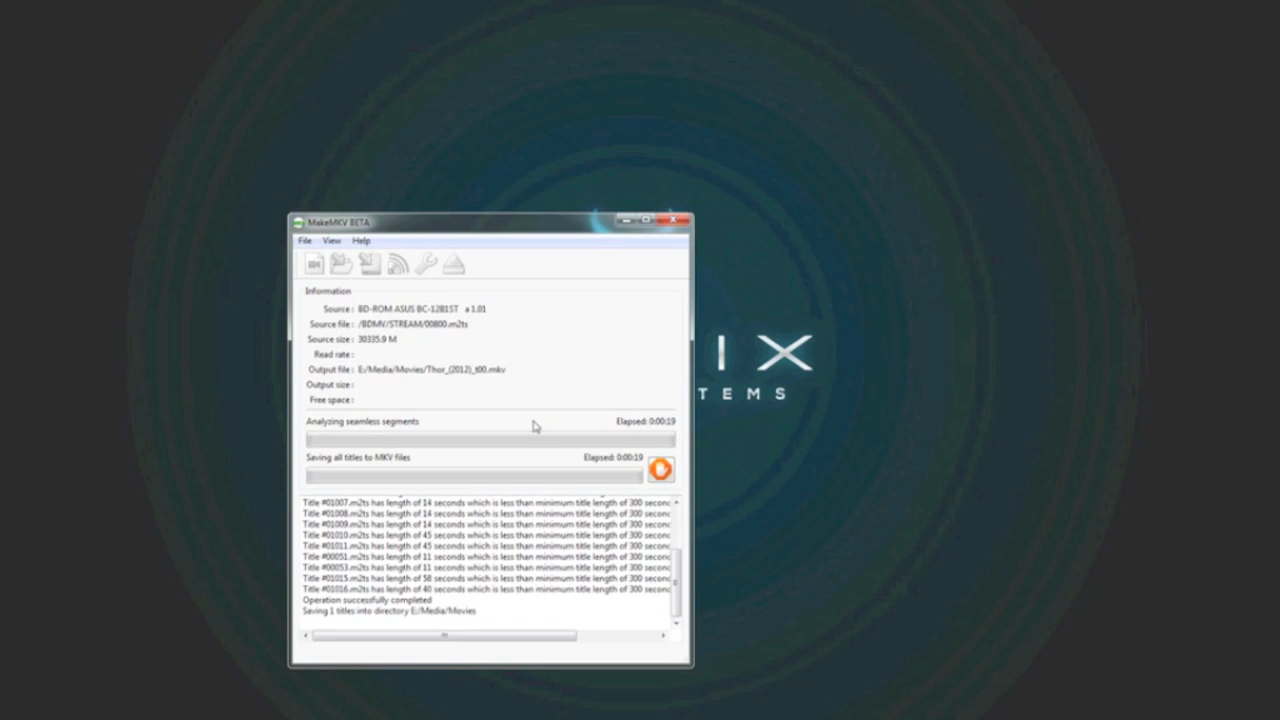 MakeMKV BETA
File View Help
Information
Source : BD-ROM ASUS BC-12B1ST a 1.01
Source file : /BDMV/STREAM/00800.m2ts
Source size : 30335.9 M
Read rate :
Output file : E:/Media/Movies/Thor_(2012)_t00.mkv
Output size :
Free space :
Analyzing seamless segments Elapsed: 0:00:19
Saving all titles to MKV files Elapsed: 0:00:19
Title #01007.m2ts has length of 14 seconds which is less than minimum title length of 300 secon
Title #01008.m2ts has length of 14 seconds which is less than minimum title length of 300 secon
Title #01009.m2ts has length of 14 seconds which is less than minimum title length of 300 secon
Title #01010.m2ts has length of 45 seconds which is less than minimum title length of 300 secon
Title #01011.m2ts has length of 45 seconds which is less than minimum title length of 300 secon
Title #00051.m2ts has length of 11 seconds which is less than minimum title length of 300 secon
Title #00053.m2ts has length of 11 seconds which is less than minimum title length of 300 secon
Title #01015.m2ts has length of 58 seconds which is less than minimum title length of 300 secon
Title #01016.m2ts has length of 40 seconds which is less than minimum title length of 300 secon
Operation successfully completed
Saving 1 titles into directory E:/Media/Movies
IX
TEMS